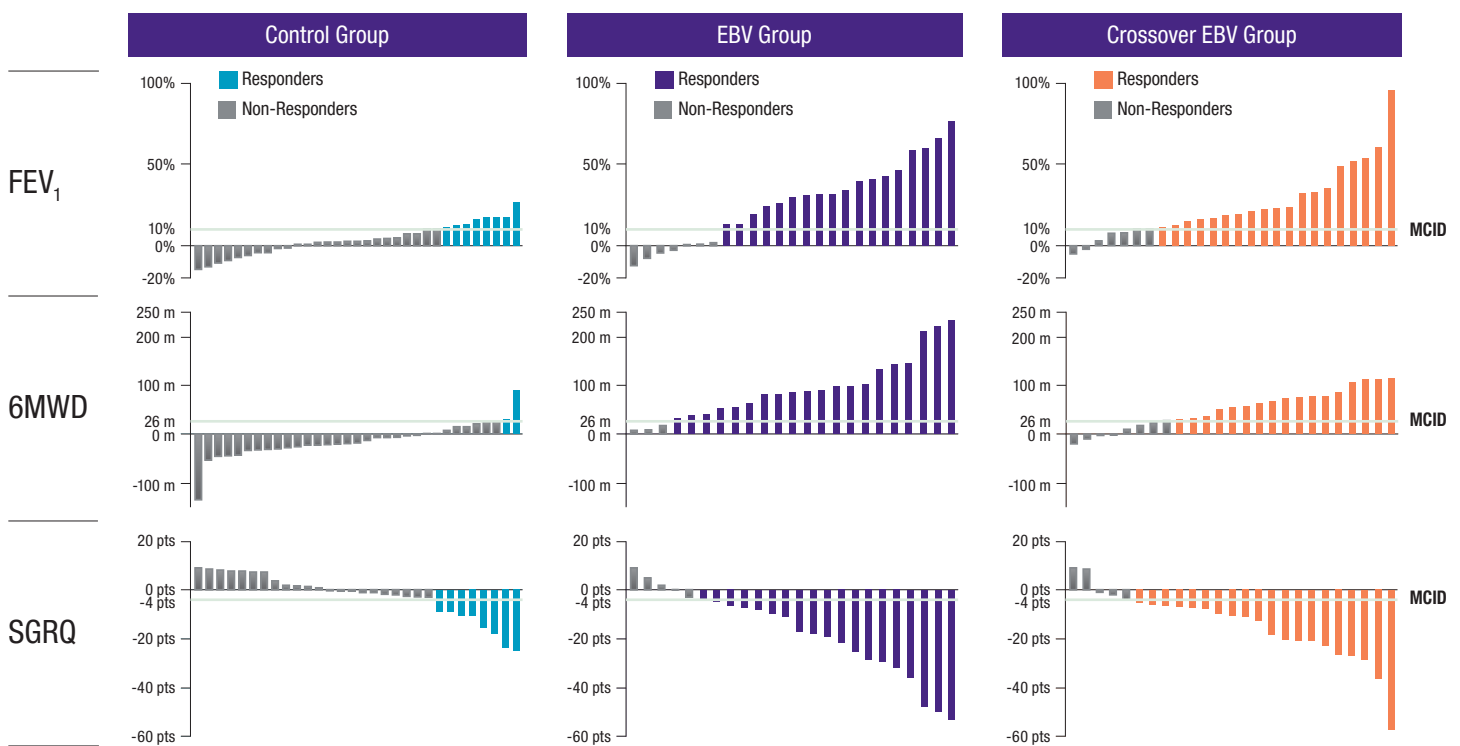 Control Group
EBV Group
Crossover EBV Group
FEV1
100%
50%
10%
0%
-20%
Responders
Non-Responders
100%
50%
10%
0%
-20%
Responders
Non-Responders
100%
50%
10%
0%
-20%
Responders
Non-Responders
MCID
6MWD
250 m
200 m
100 m
26 m
0 m
-100 m
250 m
200 m
100 m
26 m
0 m
-100 m
250 m
200 m
100 m
26 m
0 m
-100 m
MCID
SGRQ
20 pts
0 pts
-4 pts
-20 pts
-40 pts
-60 pts
20 pts
0 pts
-4 pts
-20 pts
-40 pts
-60 pts
20 pts
0 pts
-4 pts
-20 pts
-40 pts
-60 pts
MCID